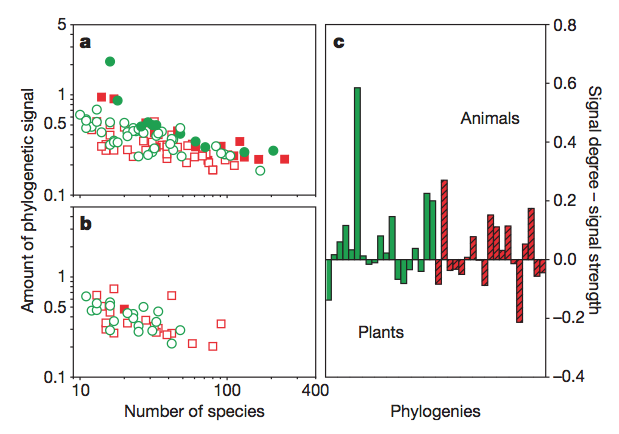 a
5
1
0.5
0.1
Amount of phylogenetic signal
b
1
0.5
0.1
10
100
400
Number of species
c
Animals
Plants
0.8
0.6
0.4
0.2
0.0
−0.2
−0.4
Signal degree – signal strength
Phylogenies